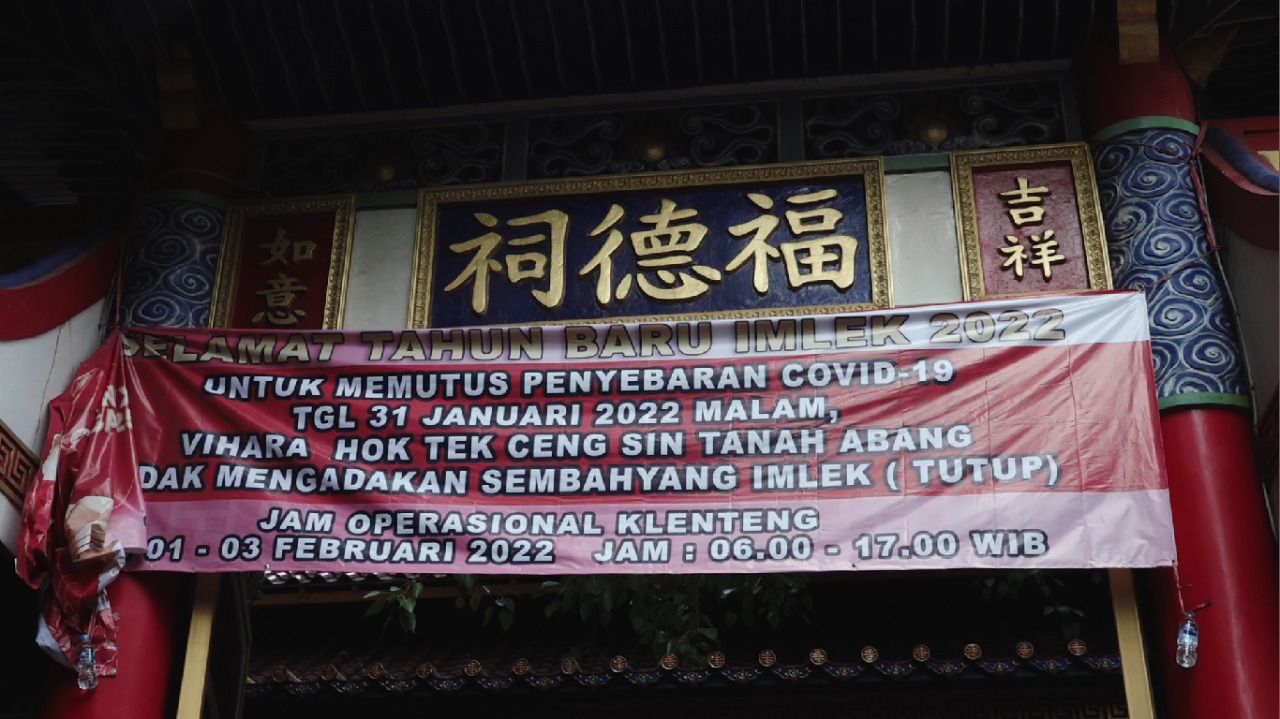 吉祥
福德祠
如意
SELAMAT TAHUN BARU IMLEK 2022
UNTUK MEMUTUS PENYEBARAN COVID-19
TGL 31 JANUARI 2022 MALAM,
VIHARA HOK TEK CENG SIN TANAH ABANG
DAK MENGADAKAN SEMBAHYANG IMLEK ( TUTUP)
JAM OPERASIONAL KLENTENG
01 - 03 FEBRUARI 2022 JAM : 06.00 - 17.00 WIB